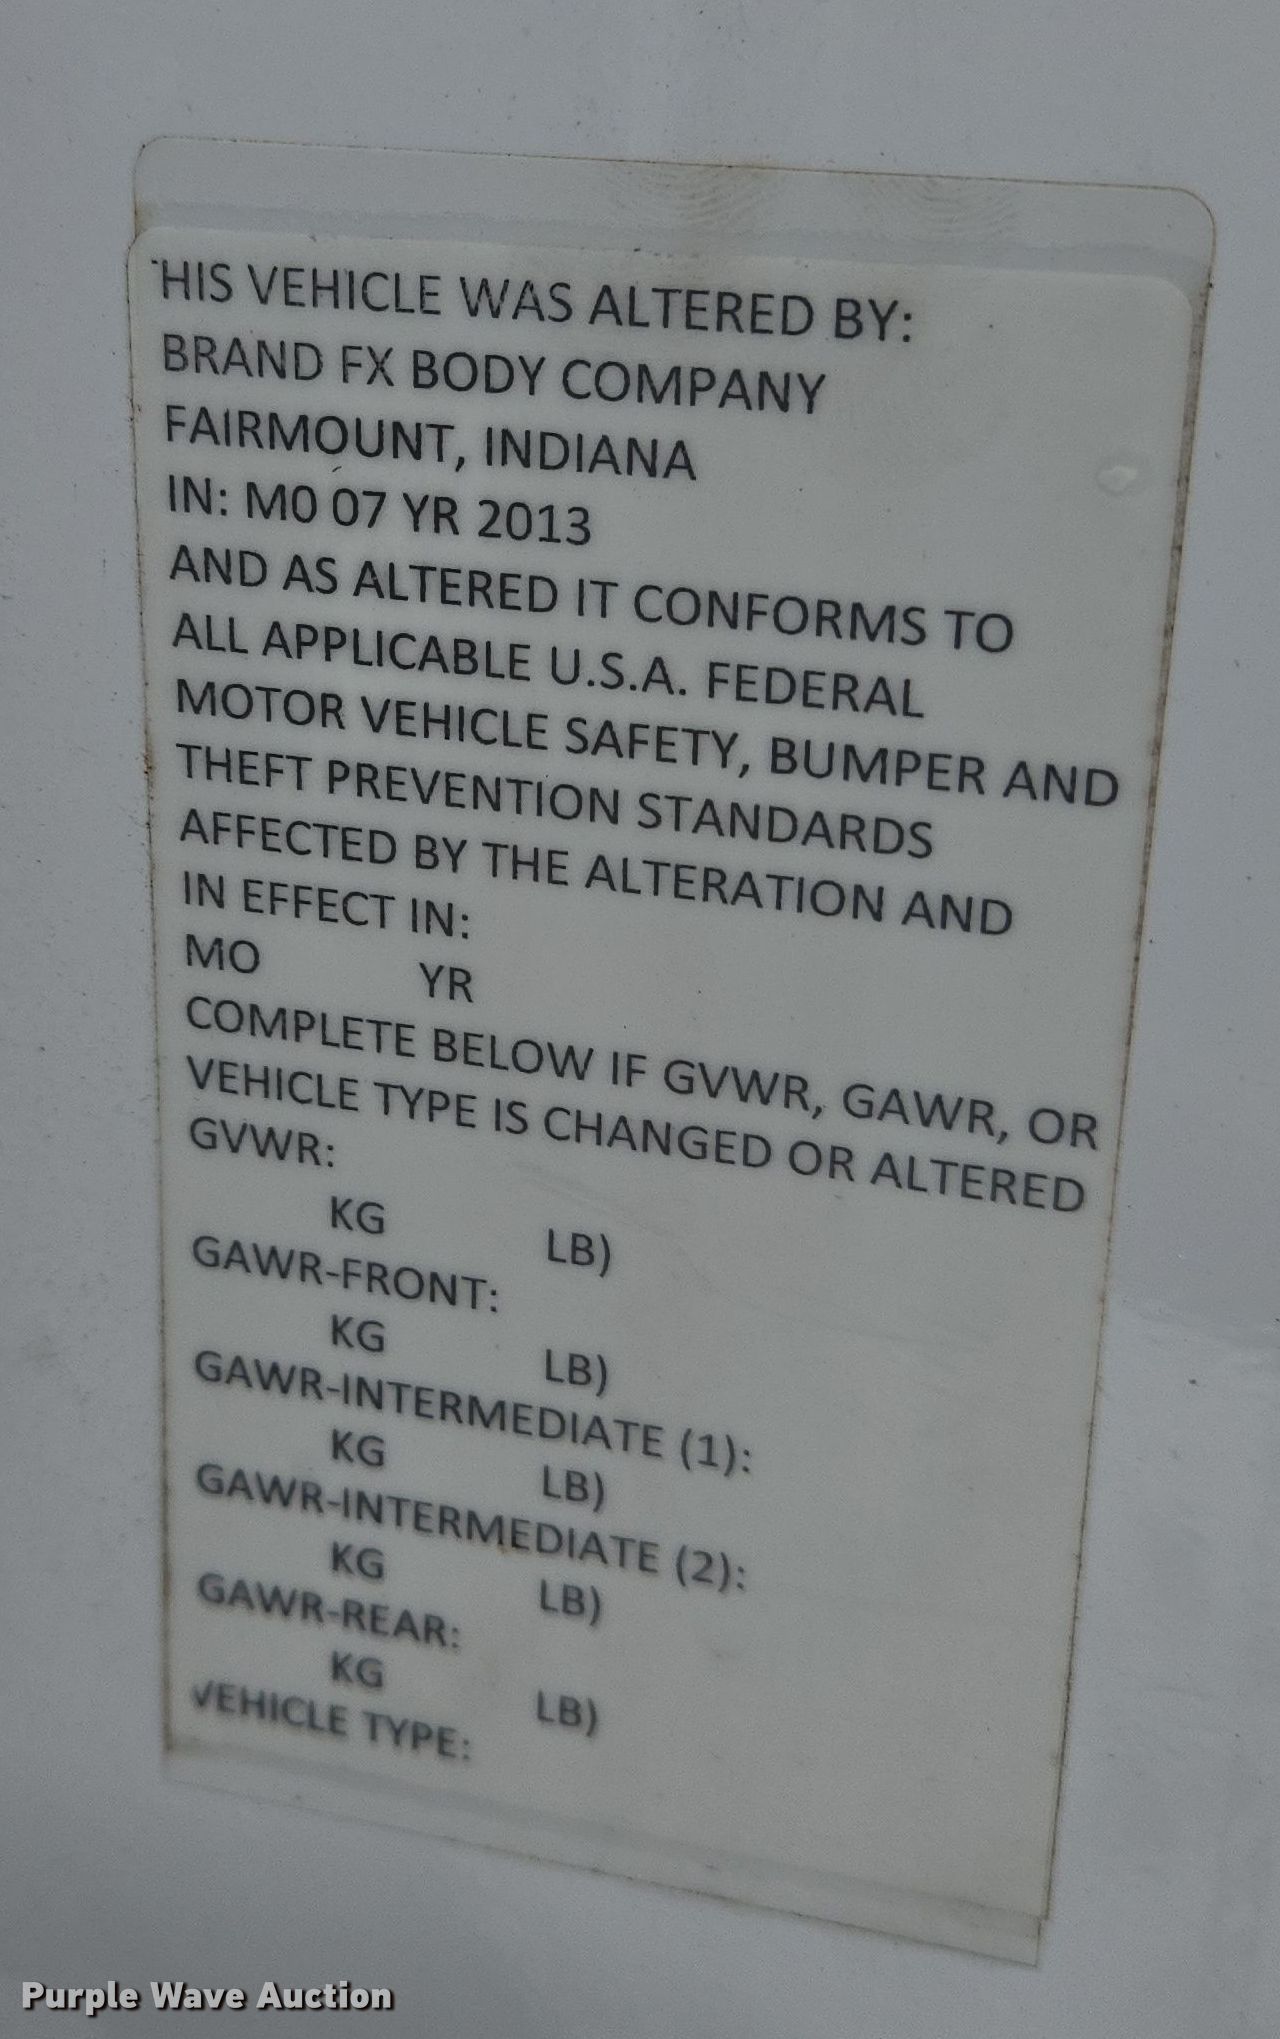 THIS VEHICLE WAS ALTERED BY:
BRAND FX BODY COMPANY
FAIRMOUNT, INDIANA
IN: M0 07 YR 2013
AND AS ALTERED IT CONFORMS TO
ALL APPLICABLE U.S.A. FEDERAL
MOTOR VEHICLE SAFETY, BUMPER AND
THEFT PREVENTION STANDARDS
AFFECTED BY THE ALTERATION AND
IN EFFECT IN:
MO YR
COMPLETE BELOW IF GVWR, GAWR, OR
VEHICLE TYPE IS CHANGED OR ALTERED
GVWR:
KG LB)
GAWR-FRONT:
KG LB)
GAWR-INTERMEDIATE (1):
KG LB)
GAWR-INTERMEDIATE (2):
KG LB)
GAWR-REAR:
KG LB)
VEHICLE TYPE:
Purple Wave Auction